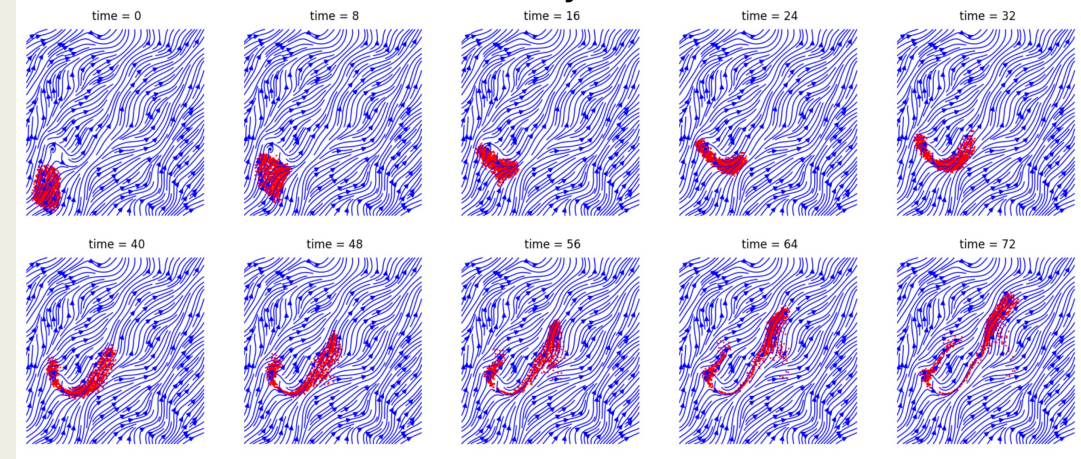 time = 0
time = 8
time = 16
time = 24
time = 32
time = 40
time = 48
time = 56
time = 64
time = 72